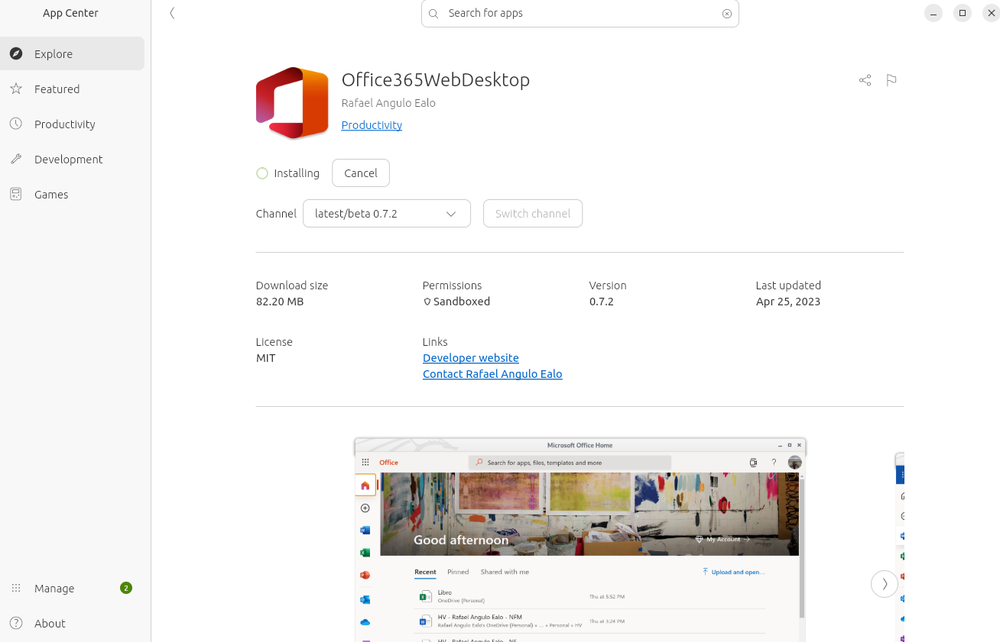 App Center
Search for apps
Explore
Featured
Productivity
Development
Games
Manage
2
About
Office365WebDesktop
Rafael Angulo Ealo
Productivity
Installing
Cancel
Channel
latest/beta 0.7.2
Switch channel
Download size
82.20 MB
Permissions
Sandboxed
Version
0.7.2
Last updated
Apr 25, 2023
License
MIT
Links
Developer website
Contact Rafael Angulo Ealo
Microsoft Office Home
Office
Search for apps, files, templates and more
?
Good afternoon
My Account
Recent
Pinned
Shared with me
Upload and open...
Libro
OneDrive (Personal)
Thu at 5:52 PM
HV - Rafael Angulo Ealo - NFM
Rafael Angulo Ealo's OneDrive (Personal) » ... » Personal » HV
Thu at 3:24 PM